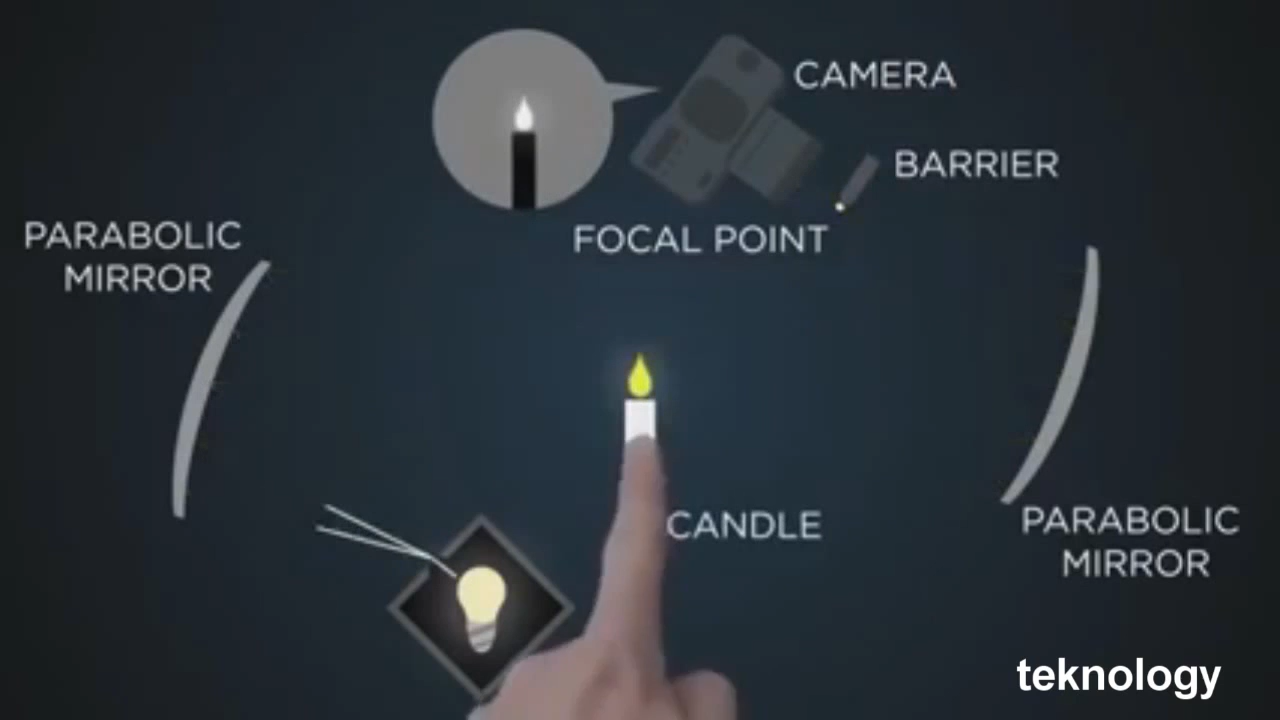 CAMERA
BARRIER
PARABOLIC
MIRROR
FOCAL POINT
CANDLE
PARABOLIC
MIRROR
teknology